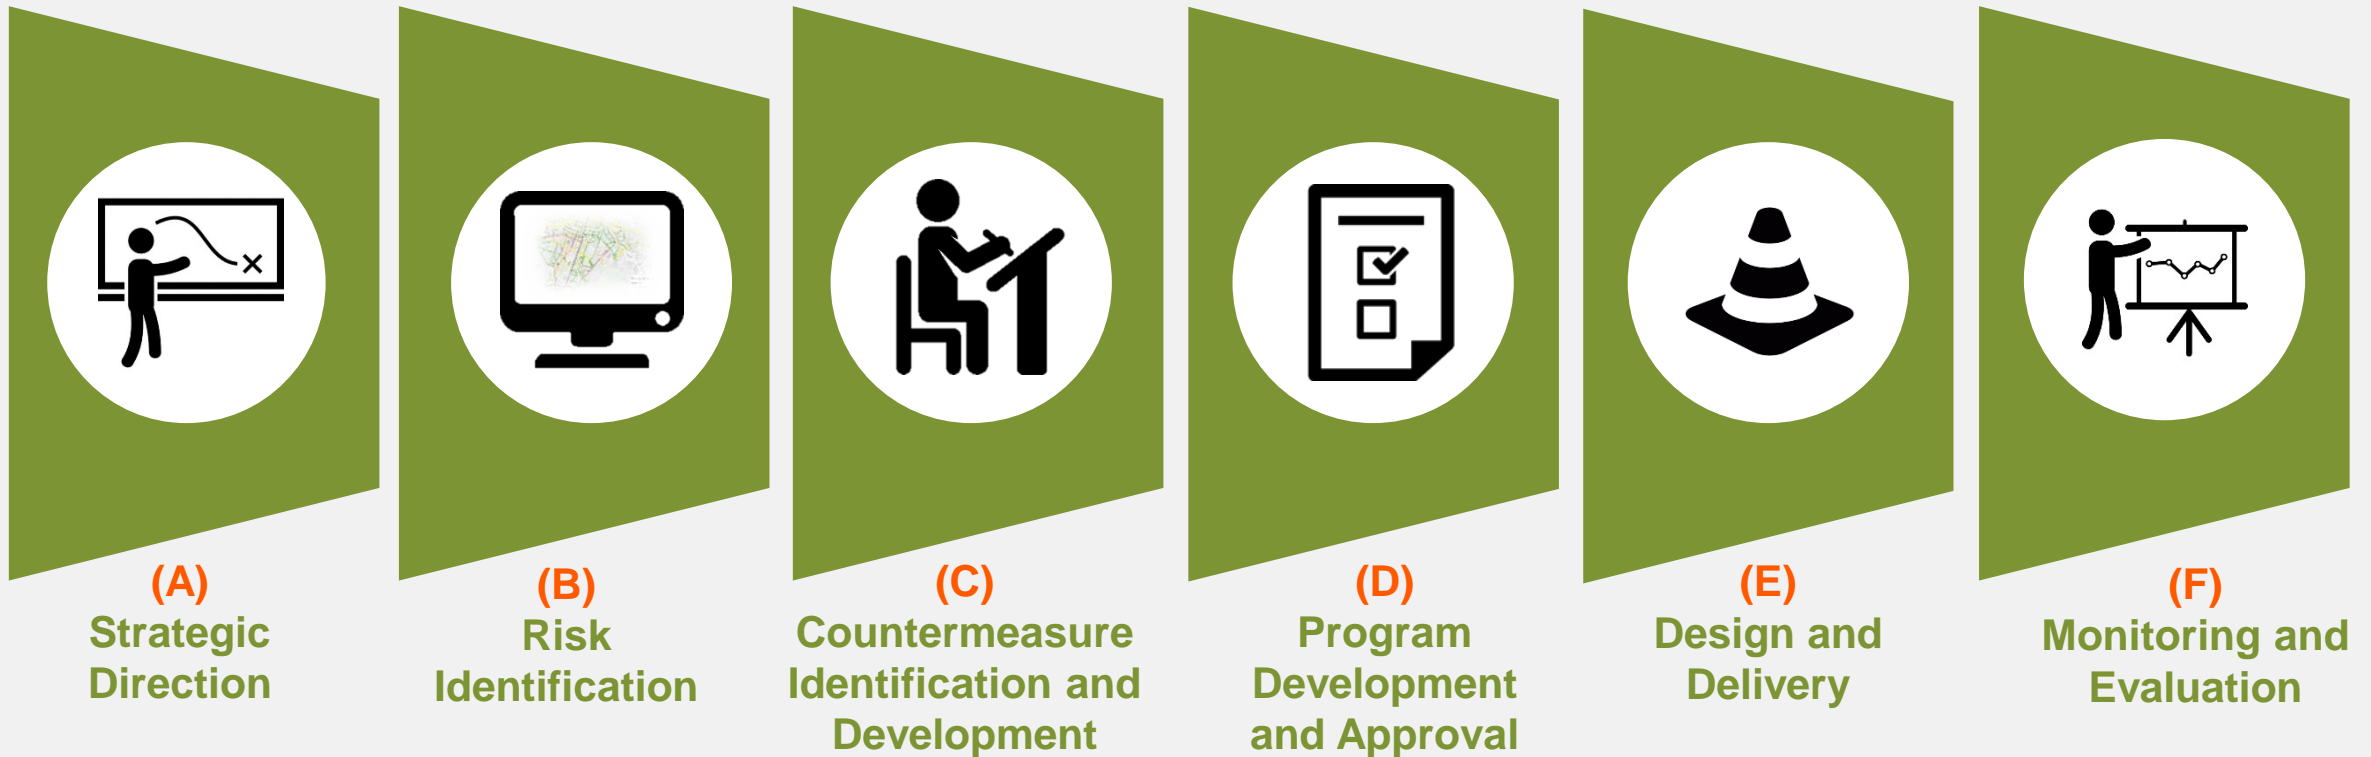 (A)
Strategic
Direction
(B)
Risk
Identification
(C)
Countermeasure
Identification and
Development
(D)
Program
Development
and Approval
(E)
Design and
Delivery
(F)
Monitoring and
Evaluation